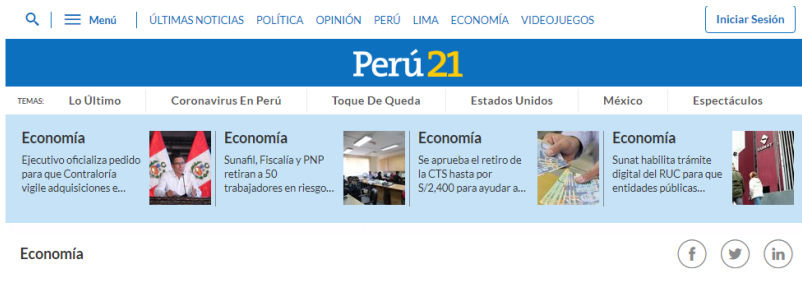 Menú
ÚLTIMAS NOTICIAS POLÍTICA OPINIÓN PERÚ LIMA ECONOMÍA VIDEOJUEGOS
Iniciar Sesión
Perú 21
TEMAS: Lo Último Coronavirus En Perú Toque De Queda Estados Unidos México Espectáculos
Economía
Ejecutivo oficializa pedido
para que Contraloría
vigile adquisiciones e...
Economía
Sunafil, Fiscalía y PNP
retiran a 50
trabajadores en riesgo...
Economía
Se aprueba el retiro de
la CTS hasta por
S/2,400 para ayudar a...
Economía
Sunat habilita trámite
digital del RUC para que
entidades públicas...
Economía